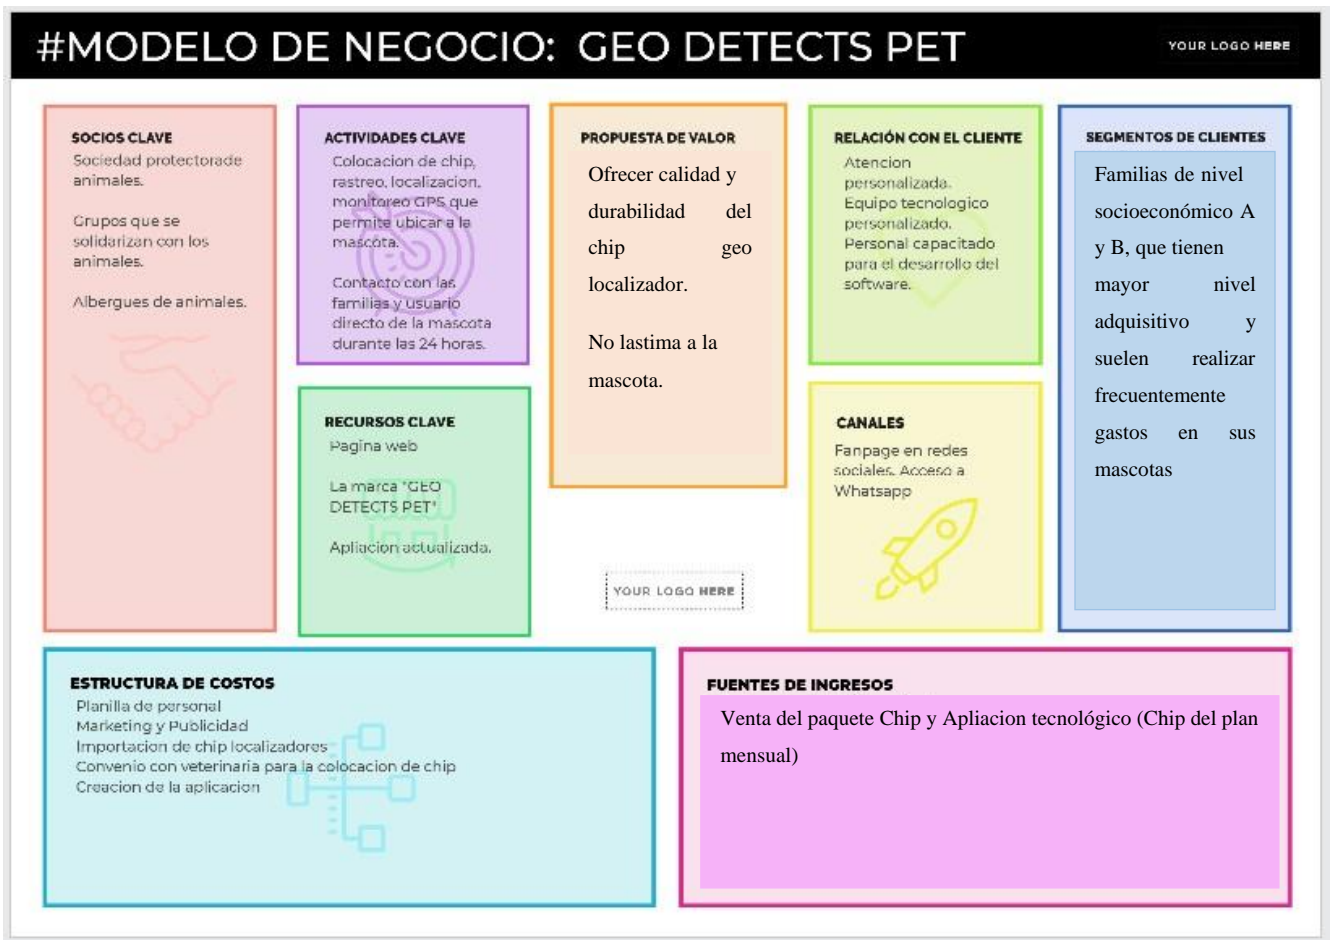 #MODELO DE NEGOCIO: GEO DETECTS PET
YOUR LOGO HERE
SOCIOS CLAVE
Sociedad protectorade
animales.
Grupos que se
solidarizan con los
animales.
Albergues de animales.
ACTIVIDADES CLAVE
Colocacion de chip,
rastreo, localizacion,
monitoreo GPS que
permite ubicar a la
mascota.
Contacto con las
familias y usuario
directo de la mascota
durante las 24 horas.
RECURSOS CLAVE
Pagina web
La marca "GEO
DETECTS PET"
Apliacion actualizada.
PROPUESTA DE VALOR
Ofrecer calidad y
durabilidad del
chip geo
localizador.
No lastima a la
mascota.
YOUR LOGO HERE
RELACIÓN CON EL CLIENTE
Atencion
personalizada.
Equipo tecnologico
personalizado.
Personal capacitado
para el desarrollo del
software.
CANALES
Fanpage en redes
sociales. Acceso a
Whatsapp
SEGMENTOS DE CLIENTES
Familias de nivel
socioeconómico A
y B, que tienen
mayor nivel
adquisitivo y
suelen realizar
frecuentemente
gastos en sus
mascotas
ESTRUCTURA DE COSTOS
Planilla de personal
Marketing y Publicidad
Importacion de chip localizadores
Convenio con veterinaria para la colocacion de chip
Creacion de la aplicacion
FUENTES DE INGRESOS
Venta del paquete Chip y Apliacion tecnológico (Chip del plan
mensual)